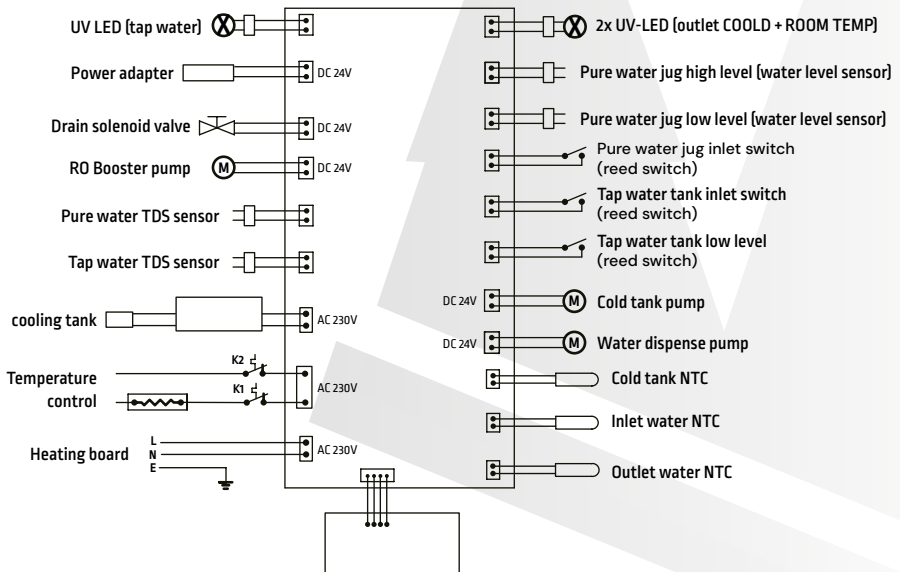 UV LED (tap water)
Power adapter
DC 24V
Drain solenoid valve
DC 24V
RO Booster pump
M
DC 24V
Pure water TDS sensor
Tap water TDS sensor
cooling tank
AC 230V
Temperature
control
K2
K1
AC 230V
Heating board
L
N
E
AC 230V
2x UV-LED (outlet COOLD + ROOM TEMP)
Pure water jug high level (water level sensor)
Pure water jug low level (water level sensor)
Pure water jug inlet switch
(reed switch)
Tap water tank inlet switch
(reed switch)
Tap water tank low level
(reed switch)
DC 24V
M
Cold tank pump
DC 24V
M
Water dispense pump
Cold tank NTC
Inlet water NTC
Outlet water NTC